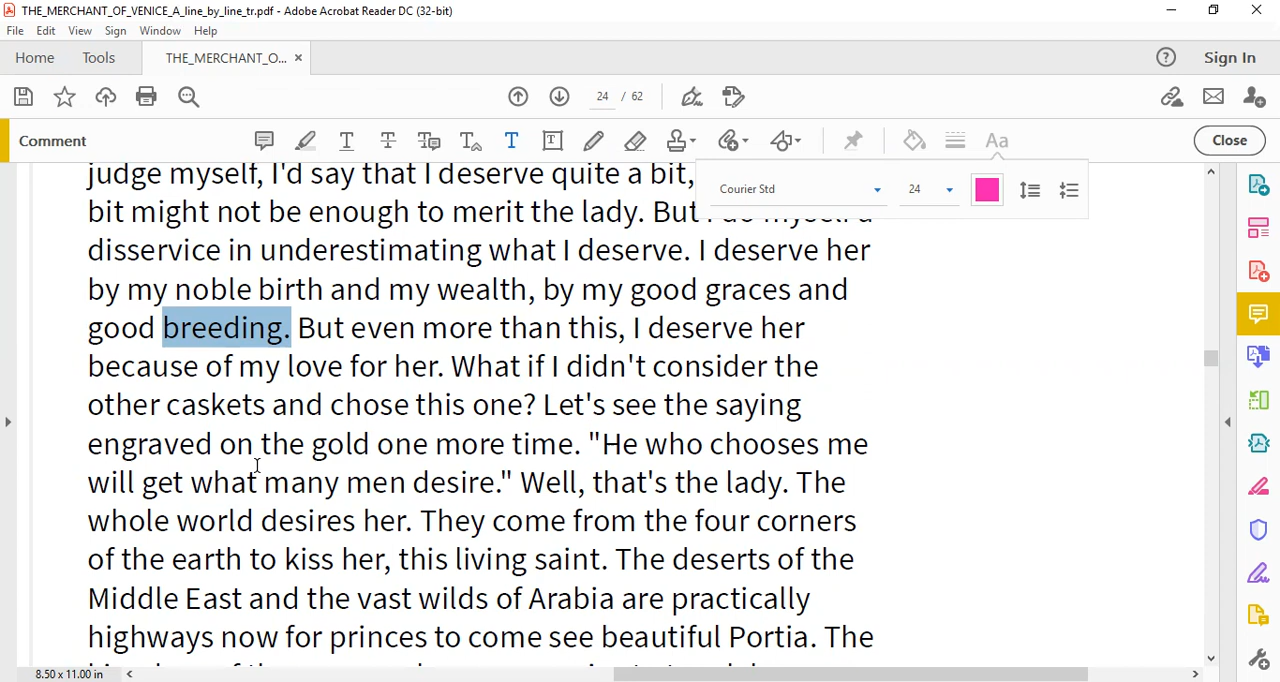 THE_MERCHANT_OF_VENICE_A_line_by_line_tr.pdf - Adobe Acrobat Reader DC (32-bit)
File Edit View Sign Window Help
Home Tools THE_MERCHANT_O... × Sign In
24 / 62
Comment Close
Courier Std 24
judge myself, I'd say that I deserve quite a bit,
bit might not be enough to merit the lady. But I do myself a
disservice in underestimating what I deserve. I deserve her
by my noble birth and my wealth, by my good graces and
good breeding. But even more than this, I deserve her
because of my love for her. What if I didn't consider the
other caskets and chose this one? Let's see the saying
engraved on the gold one more time. "He who chooses me
will get what many men desire." Well, that's the lady. The
whole world desires her. They come from the four corners
of the earth to kiss her, this living saint. The deserts of the
Middle East and the vast wilds of Arabia are practically
highways now for princes to come see beautiful Portia. The
8.50 x 11.00 in